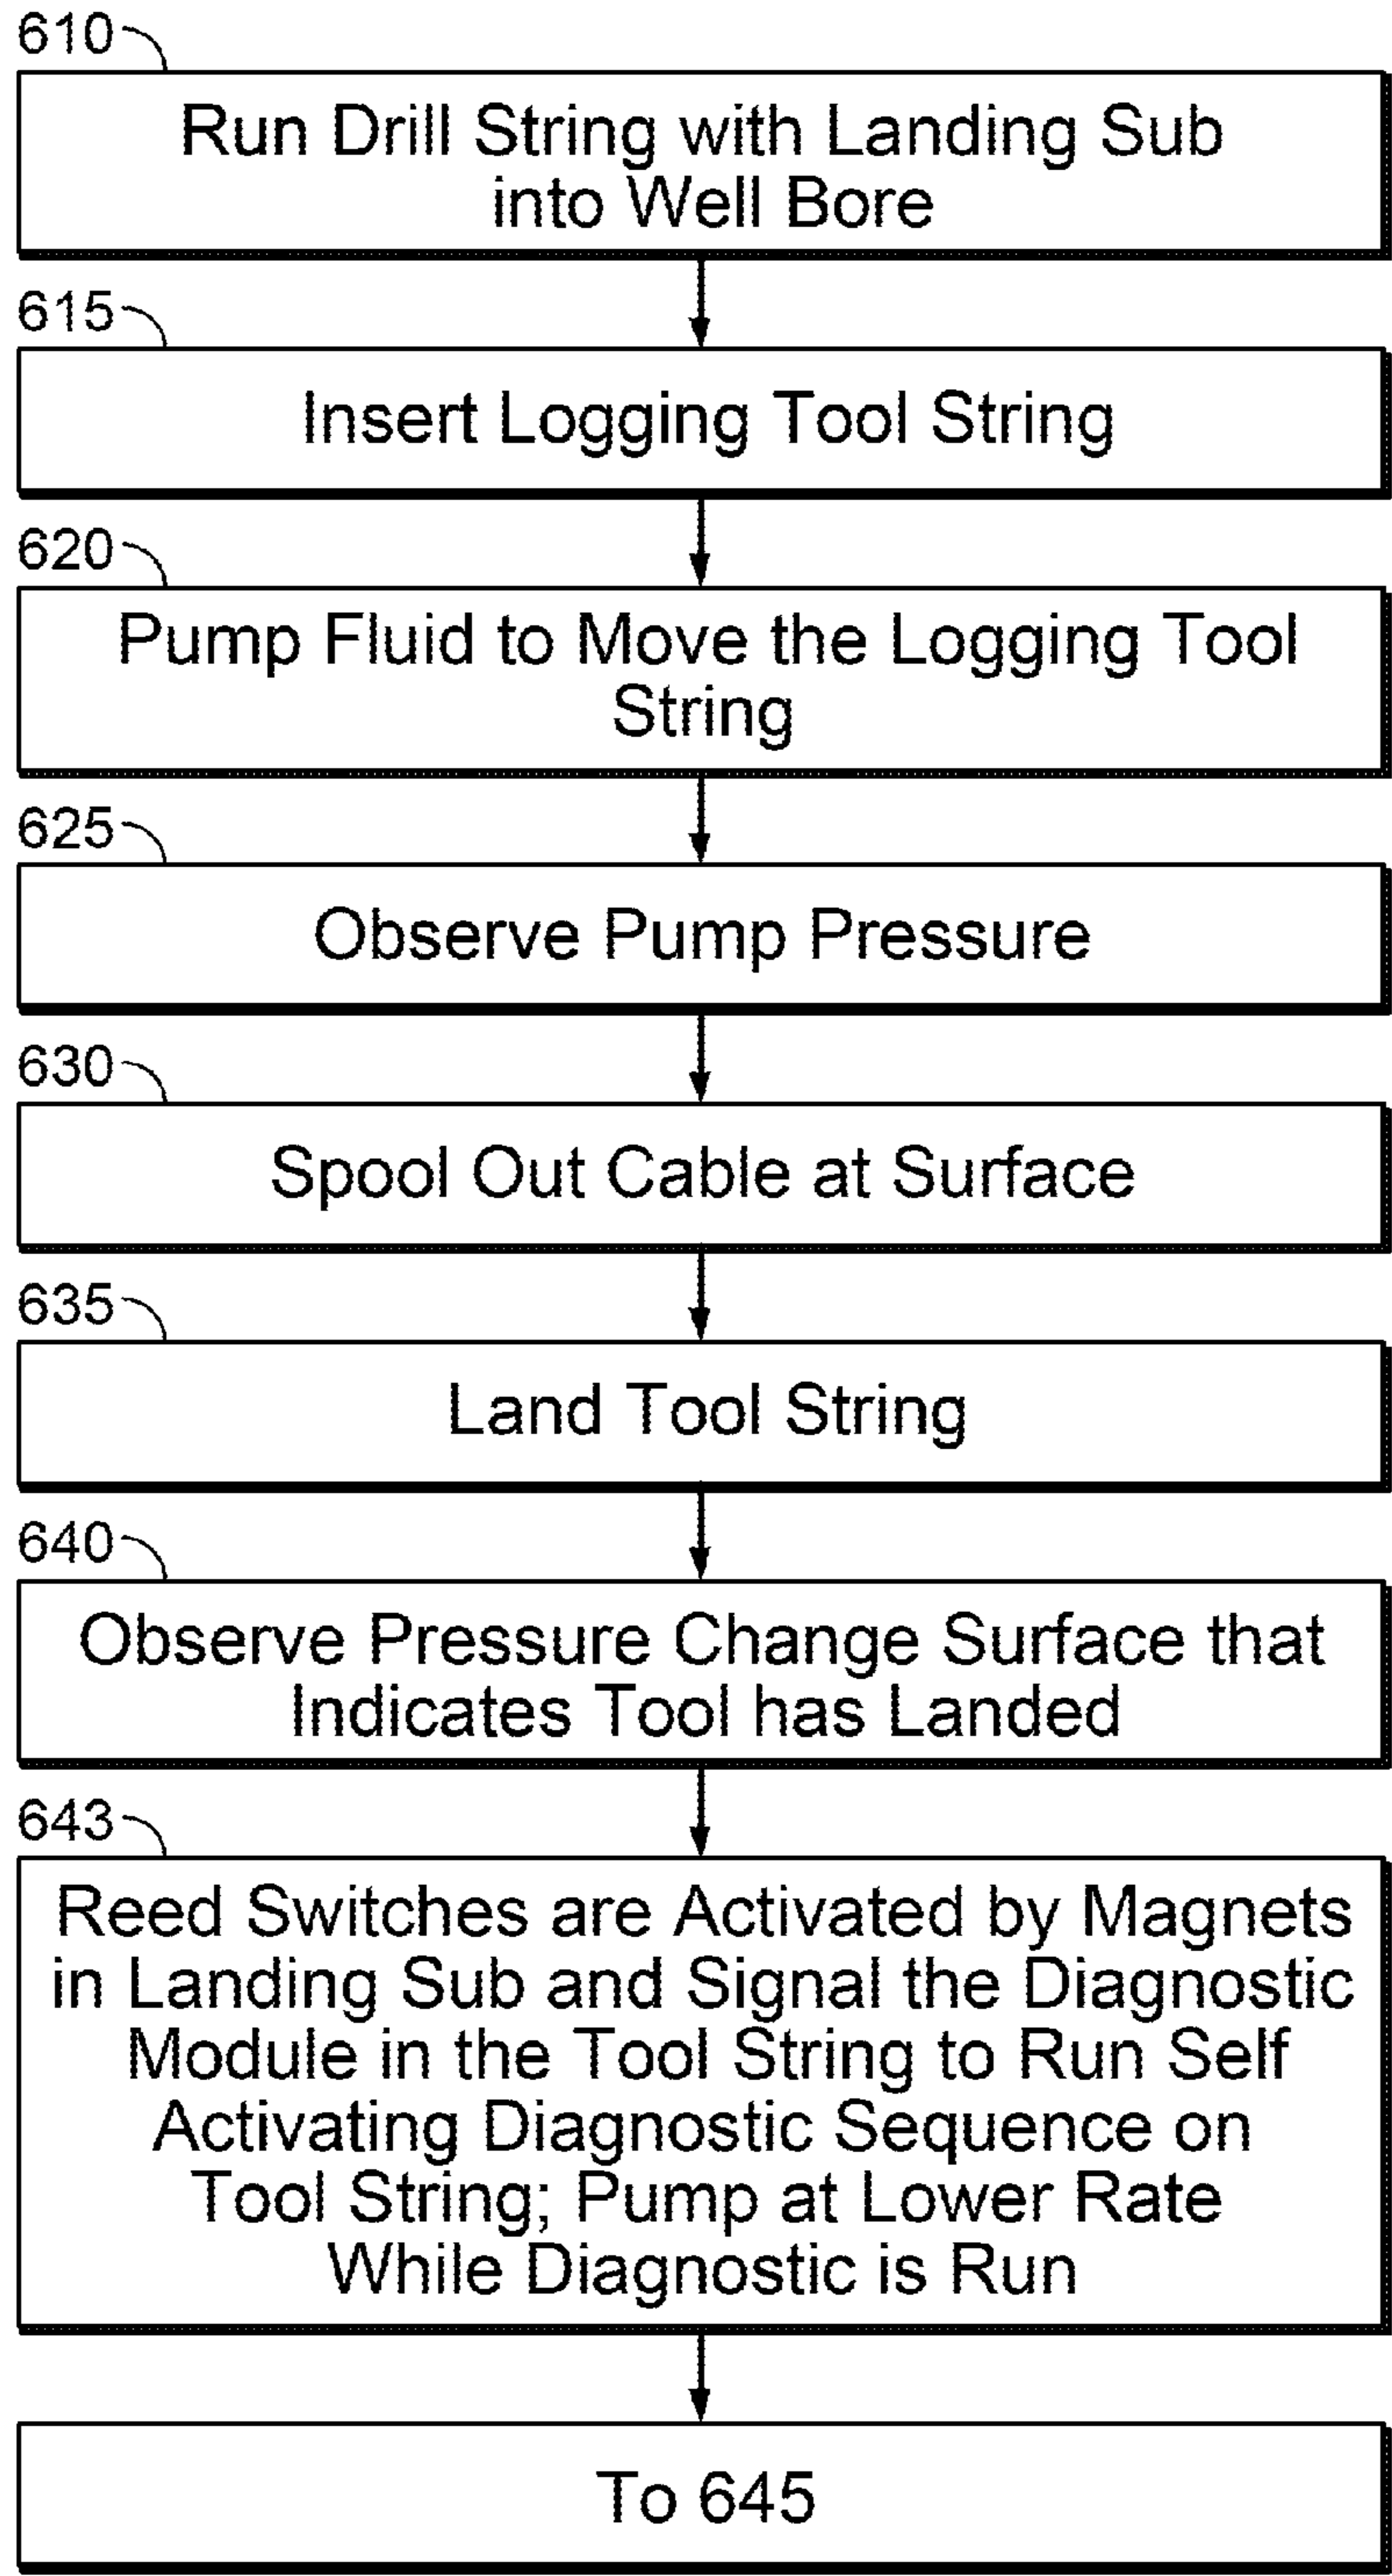 610
Run Drill String with Landing Sub
into Well Bore
615
Insert Logging Tool String
620
Pump Fluid to Move the Logging Tool
String
625
Observe Pump Pressure
630
Spool Out Cable at Surface
635
Land Tool String
640
Observe Pressure Change Surface that
Indicates Tool has Landed
643
Reed Switches are Activated by Magnets
in Landing Sub and Signal the Diagnostic
Module in the Tool String to Run Self
Activating Diagnostic Sequence on
Tool String; Pump at Lower Rate
While Diagnostic is Run
To 645